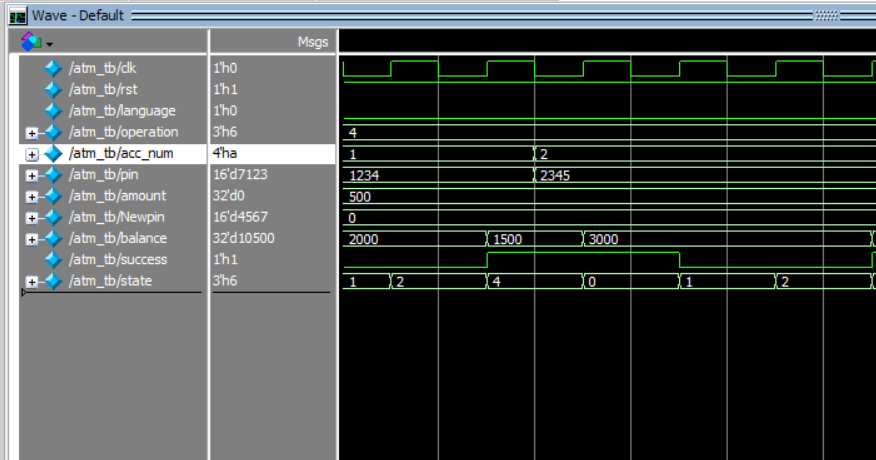 Wave - Default
Msgs
/atm_tb/clk 1'h0
/atm_tb/rst 1'h1
/atm_tb/language 1'h0
/atm_tb/operation 3'h6 4
/atm_tb/acc_num 4'ha 1 2
/atm_tb/pin 16'd7123 1234 2345
/atm_tb/amount 32'd0 500
/atm_tb/Newpin 16'd4567 0
/atm_tb/balance 32'd10500 2000 1500 3000
/atm_tb/success 1'h1
/atm_tb/state 3'h6 1 2 4 0 1 2